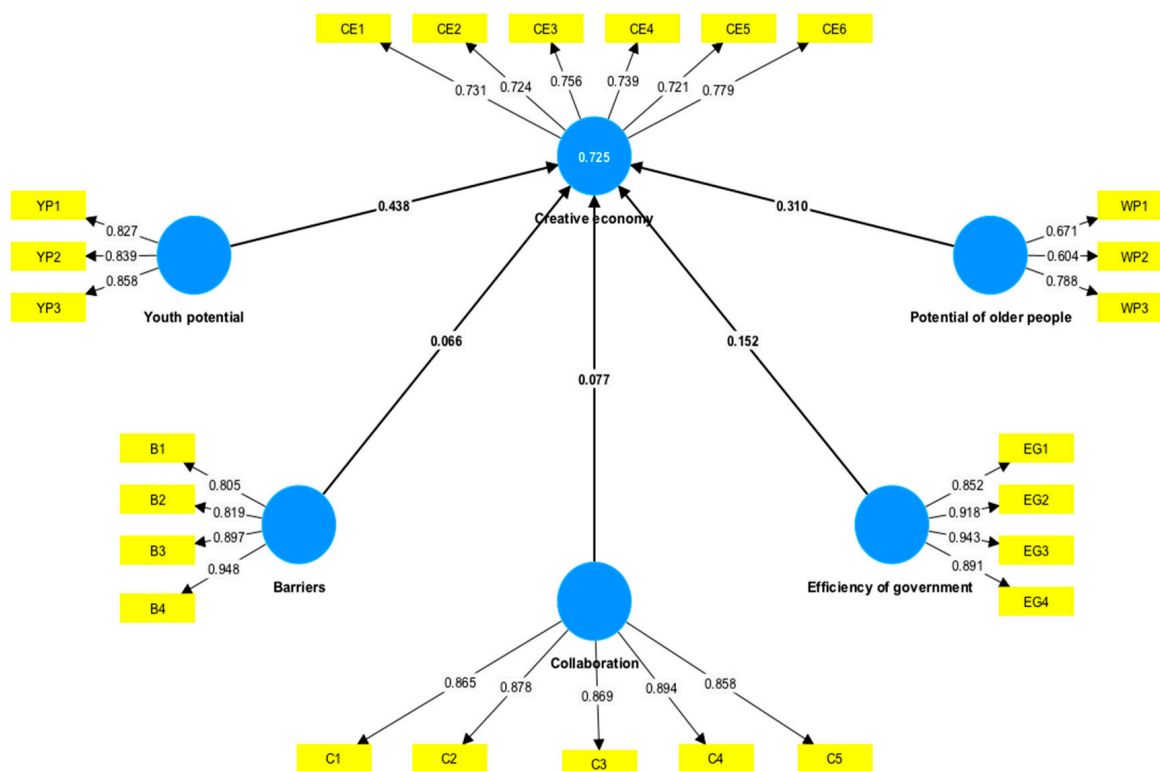 CE1 CE2 CE3 CE4 CE5 CE6
0.731 0.724 0.756 0.739 0.721 0.779
0.725
Creative economy
YP1
YP2
YP3
0.827
0.839
0.858
Youth potential
0.438
0.310
WP1
WP2
WP3
0.671
0.604
0.788
Potential of older people
0.066
0.077
0.152
B1
B2
B3
B4
0.805
0.819
0.897
0.948
Barriers
EG1
EG2
EG3
EG4
0.852
0.918
0.943
0.891
Efficiency of government
Collaboration
0.865 0.878 0.869 0.894 0.858
C1 C2 C3 C4 C5